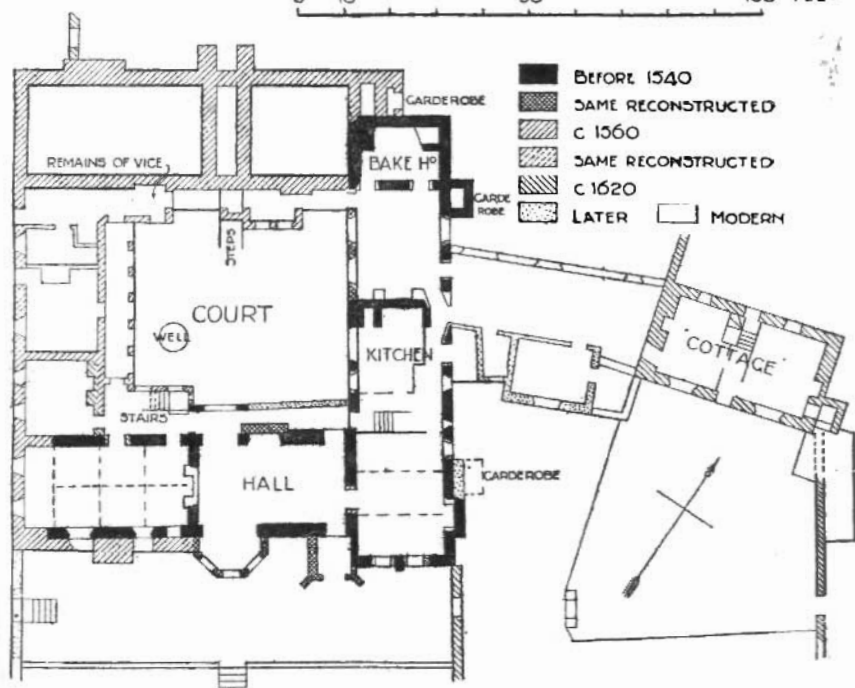 BEFORE 1540
SAME RECONSTRUCTED
C 1560
SAME RECONSTRUCTED
C 1620
LATER
MODERN
GARDEROBE
BAKE HO
REMAINS OF VICE
GARDE
ROBE
STEPS
COURT
WELL
KITCHEN
COTTAGE
STAIRS
HALL
GARDEROBE